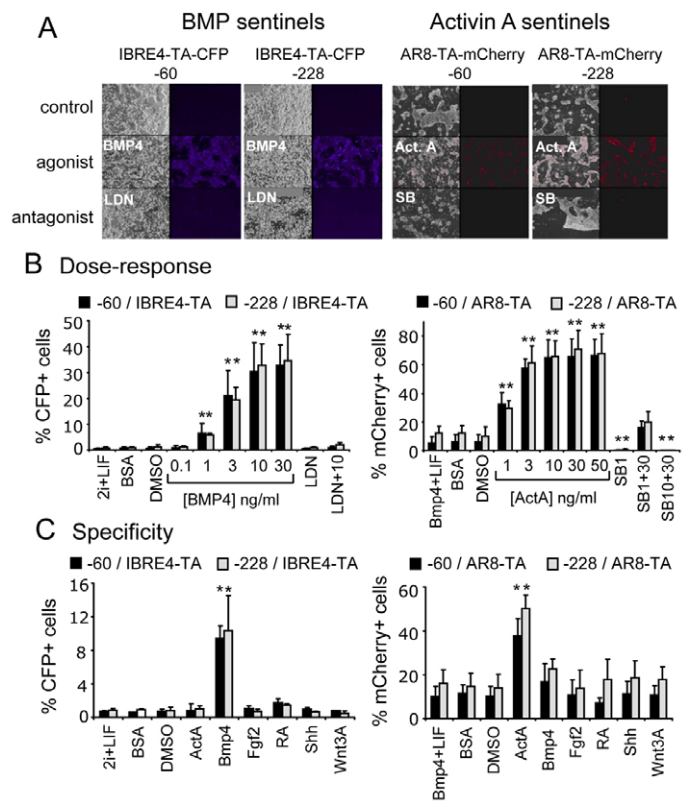 A
BMP sentinels
Activin A sentinels
IBRE4-TA-CFP
IBRE4-TA-CFP
AR8-TA-mCherry
AR8-TA-mCherry
-60
-228
-60
-228
control
agonist
antagonist
BMP4
BMP4
Act. A
Act. A
LDN
LDN
SB
SB
B Dose-response
-60 / IBRE4-TA
-228 / IBRE4-TA
% CFP+ cells
50
40
30
20
10
0
**
**
**
**
2i+LIF
BSA
DMSO
0.1
1
3
10
30
LDN
LDN+10
[BMP4] ng/ml
-60 / AR8-TA
-228 / AR8-TA
% mCherry+ cells
80
60
40
20
0
**
**
**
**
**
**
**
Bmp4+LIF
BSA
DMSO
1
3
10
30
50
SB1
SB1+30
SB10+30
[ActA] ng/ml
C Specificity
-60 / IBRE4-TA
-228 / IBRE4-TA
% CFP+ cells
16
12
8
4
0
**
2i+LIF
BSA
DMSO
ActA
Bmp4
Fgf2
RA
Shh
Wnt3A
-60 / AR8-TA
-228 / AR8-TA
% mCherry+ cells
60
40
20
0
**
Bmp4+LIF
BSA
DMSO
ActA
Bmp4
Fgf2
RA
Shh
Wnt3A